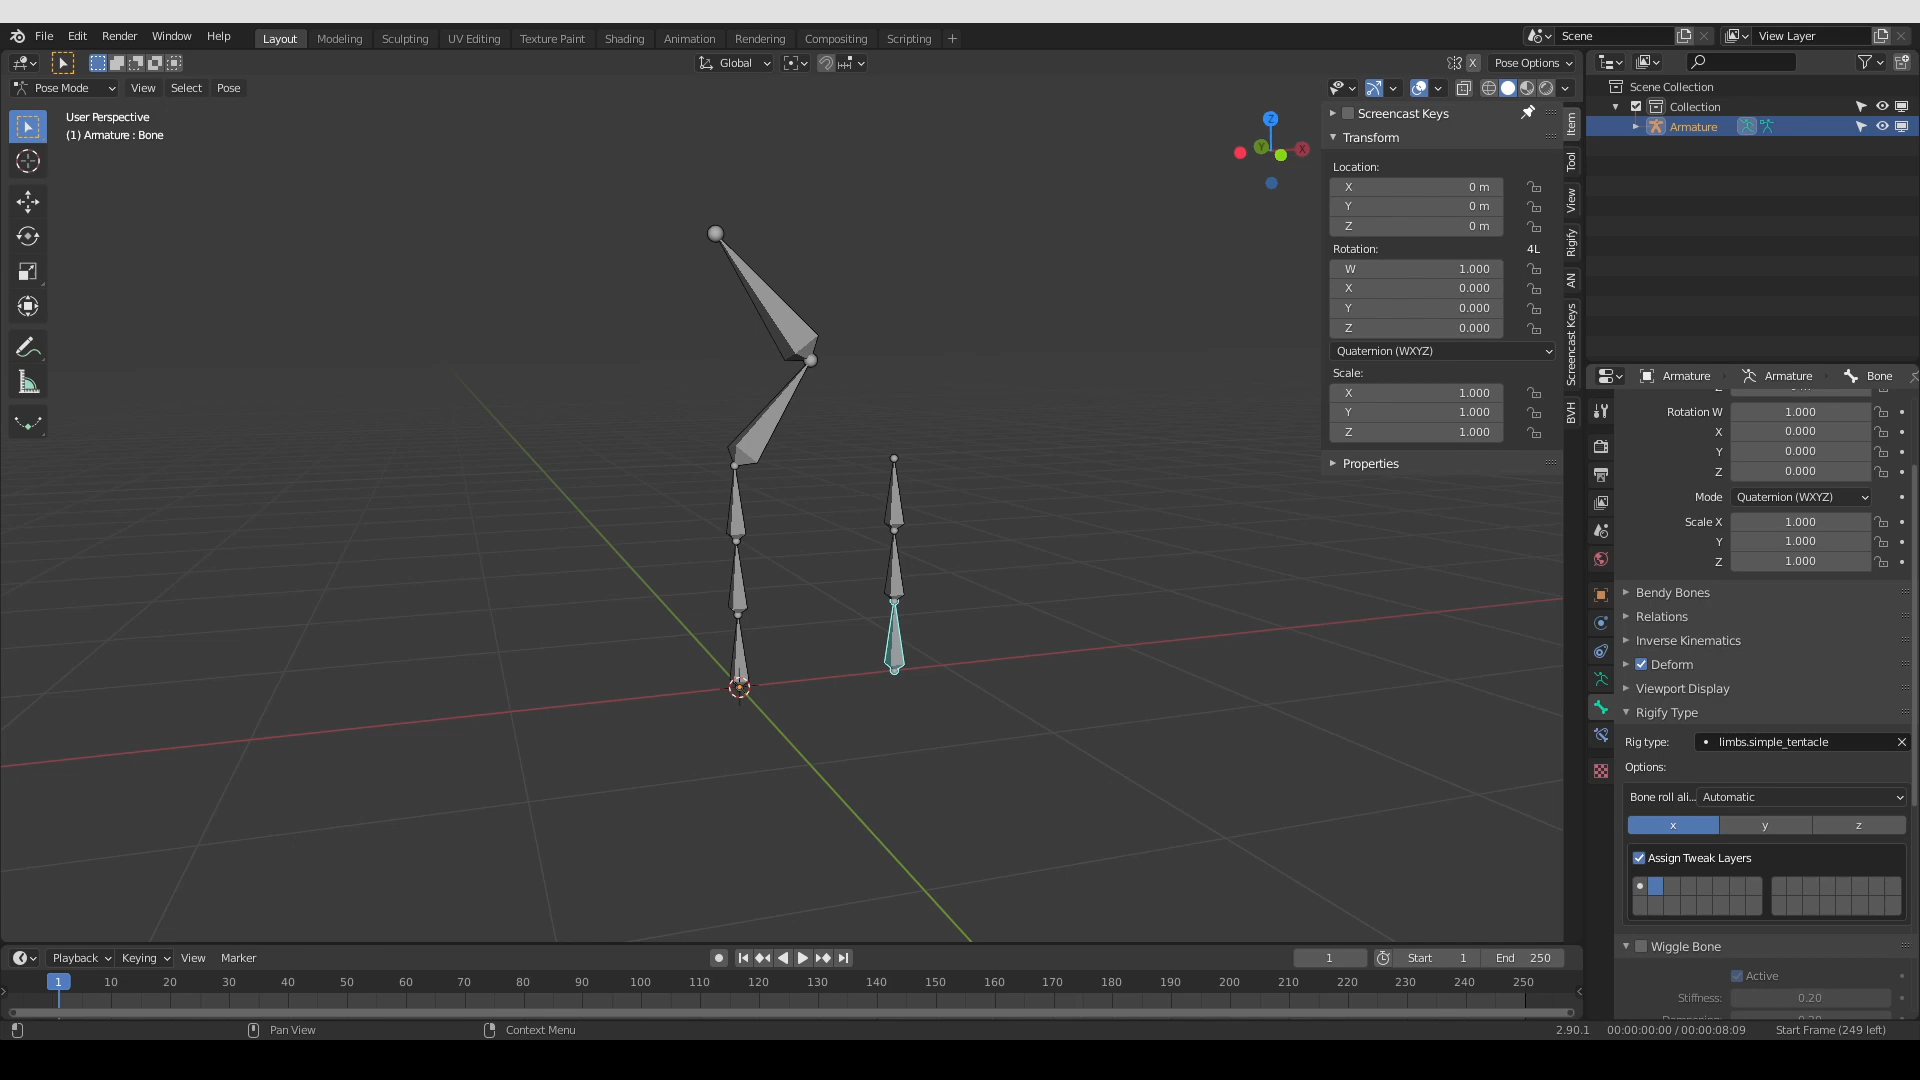 File Edit Render Window Help Layout Modeling Sculpting UV Editing Texture Paint Shading Animation Rendering Compositing Scripting + Scene View Layer
Global X Pose Options
Pose Mode View Select Pose
User Perspective
(1) Armature : Bone
Z
Y
X
Screencast Keys
Transform
Location:
X 0 m
Y 0 m
Z 0 m
Rotation: 4L
W 1.000
X 0.000
Y 0.000
Z 0.000
Quaternion (WXYZ)
Scale:
X 1.000
Y 1.000
Z 1.000
Properties
Item
Tool
View
Rigify
AN
Screencast Keys
BVH
Scene Collection
Collection
Armature
Armature Armature Bone
Rotation W 1.000
X 0.000
Y 0.000
Z 0.000
Mode Quaternion (WXYZ)
Scale X 1.000
Y 1.000
Z 1.000
Bendy Bones
Relations
Inverse Kinematics
Deform
Viewport Display
Rigify Type
Rig type: limbs.simple_tentacle
Options:
Bone roll ali... Automatic
x y z
Assign Tweak Layers
Wiggle Bone
Active
Stiffness: 0.20
Playback Keying View Marker 1 Start 1 End 250
1 10 20 30 40 50 60 70 80 90 100 110 120 130 140 150 160 170 180 190 200 210 220 230 240 250
Pan View Context Menu 2.90.1 00:00:00:00 / 00:00:08:09 Start Frame (249 left)